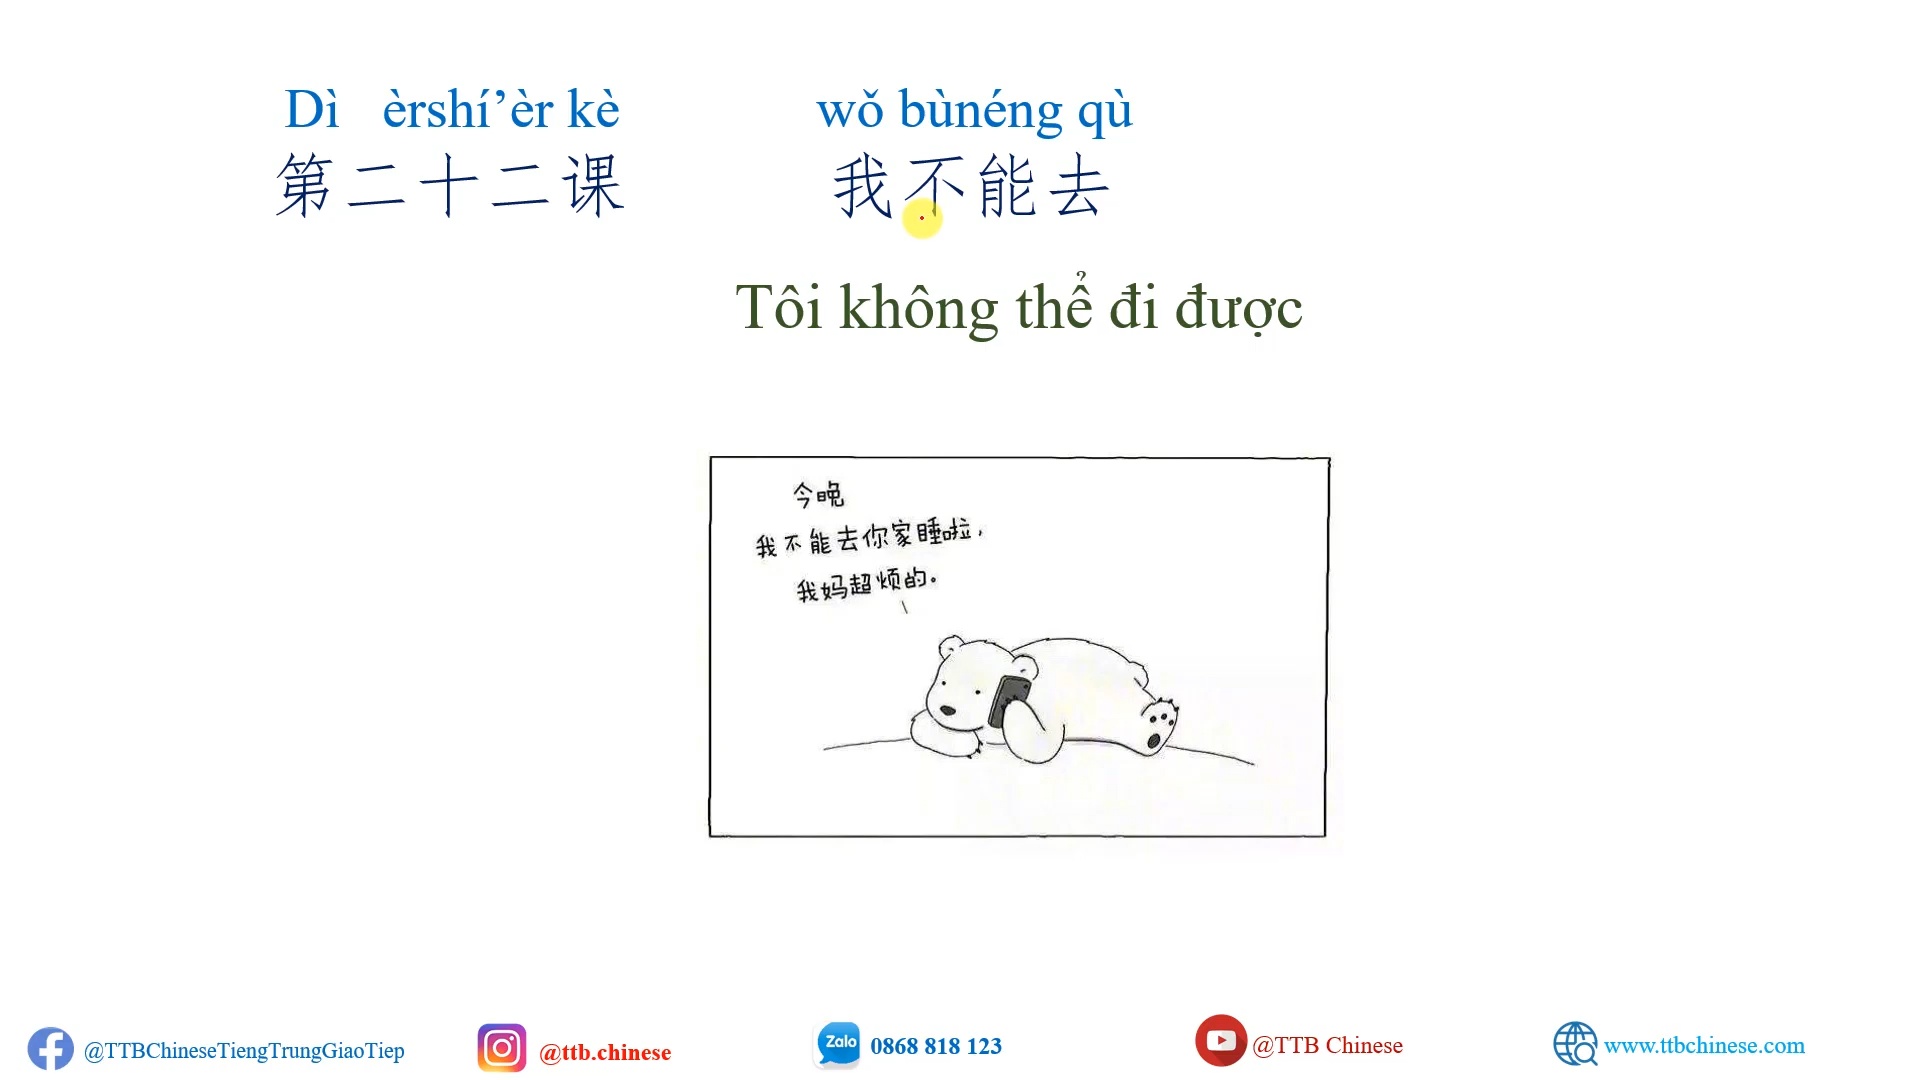 Dì èrshí’èr kè wǒ bùnéng qù
第二十二课 我不能去
Tôi không thể đi được
今晚
我不能去你家睡啦,
我妈超烦的。
@TTBChineseTiengTrungGiaoTiep
@ttb.chinese
Zalo 0868 818 123
@TTB Chinese
www.ttbchinese.com